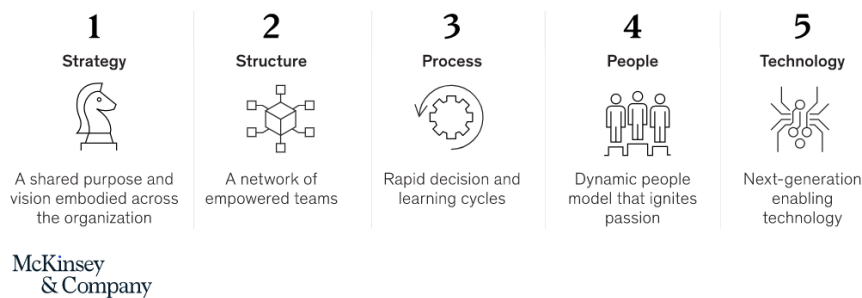 1
Strategy
A shared purpose and
vision embodied across
the organization
2
Structure
A network of
empowered teams
3
Process
Rapid decision and
learning cycles
4
People
Dynamic people
model that ignites
passion
5
Technology
Next-generation
enabling
technology
McKinsey
& Company